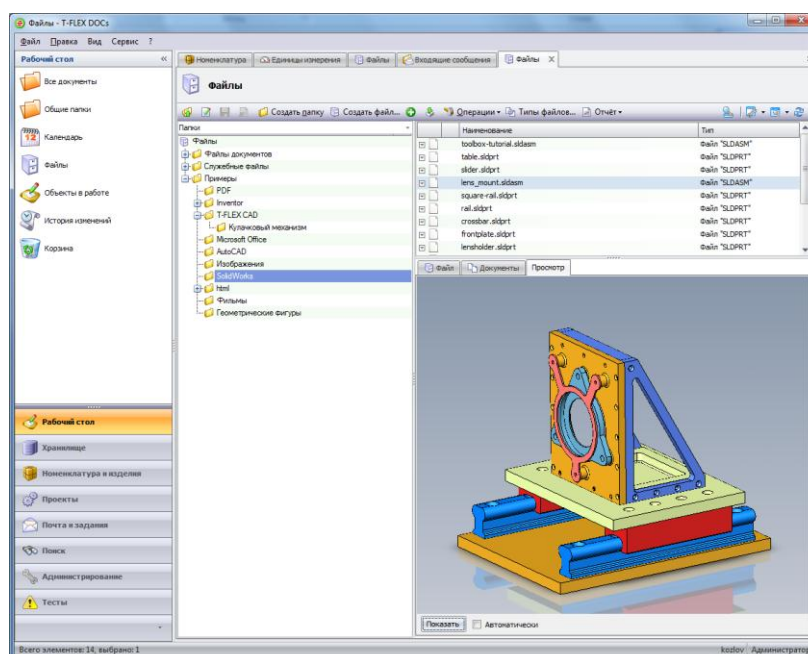 Файлы - T-FLEX DOCs
Файл Правка Вид Сервис ?
Рабочий стол «
Номенклатура Единицы измерения Файлы Входящие сообщения Файлы X
Все документы
Общие папки
Календарь
Файлы
Объекты в работе
История изменений
Корзина
Файлы
Создать папку Создать файл... Операции Типы файлов... Отчёт
Папки
Файлы
Файлы документов
Служебные файлы
Примеры
PDF
Inventor
T-FLEX CAD
Кулачковый механизм
Microsoft Office
AutoCAD
Изображения
SolidWorks
html
Фильмы
Геометрические фигуры
Наименование Тип
toolbox-tutorial.sldasm Файл "SLDASM"
table.sldprt Файл "SLDPRT"
slider.sldprt Файл "SLDPRT"
lens_mount.sldasm Файл "SLDASM"
square-rail.sldprt Файл "SLDPRT"
rail.sldprt Файл "SLDPRT"
crossbar.sldprt Файл "SLDPRT"
frontplate.sldprt Файл "SLDPRT"
lensholder.sldprt Файл "SLDPRT"
Файл Документы Просмотр
Рабочий стол
Хранилище
Номенклатура и изделия
Проекты
Почта и задания
Поиск
Администрирование
Тесты
Показать Автоматически
Всего элементов: 14, выбрано: 1 kozlov Администратор